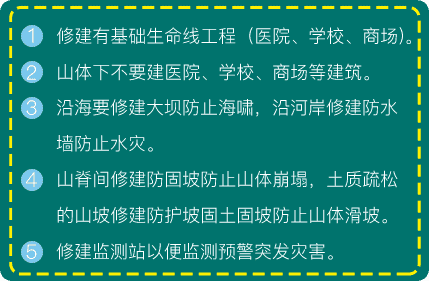 ① 修建有基础生命线工程（医院、学校、商场）。
② 山体下不要建医院、学校、商场等建筑。
③ 沿海要修建大坝防止海啸，沿河岸修建防水
墙防止水灾。
④ 山脊间修建防固坡防止山体崩塌，土质疏松
的山坡修建防护坡固土固坡防止山体滑坡。
⑤ 修建监测站以便监测预警突发灾害。